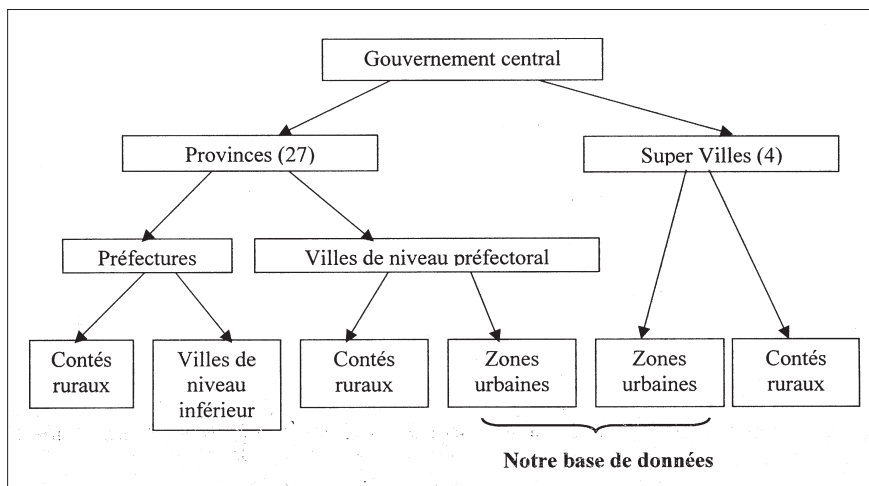 Gouvernement central
Provinces (27)
Super Villes (4)
Préfectures
Villes de niveau préfectoral
Contés
ruraux
Villes de
niveau
inférieur
Contés
ruraux
Zones
urbaines
Zones
urbaines
Contés
ruraux
Notre base de données